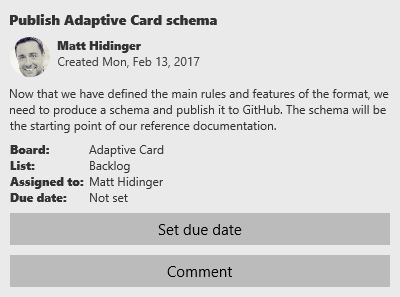 Publish Adaptive Card schema
Matt Hidinger
Created Mon, Feb 13, 2017
Now that we have defined the main rules and features of the format, we
need to produce a schema and publish it to GitHub. The schema will be
the starting point of our reference documentation.
Board: Adaptive Card
List: Backlog
Assigned to: Matt Hidinger
Due date: Not set
Set due date
Comment